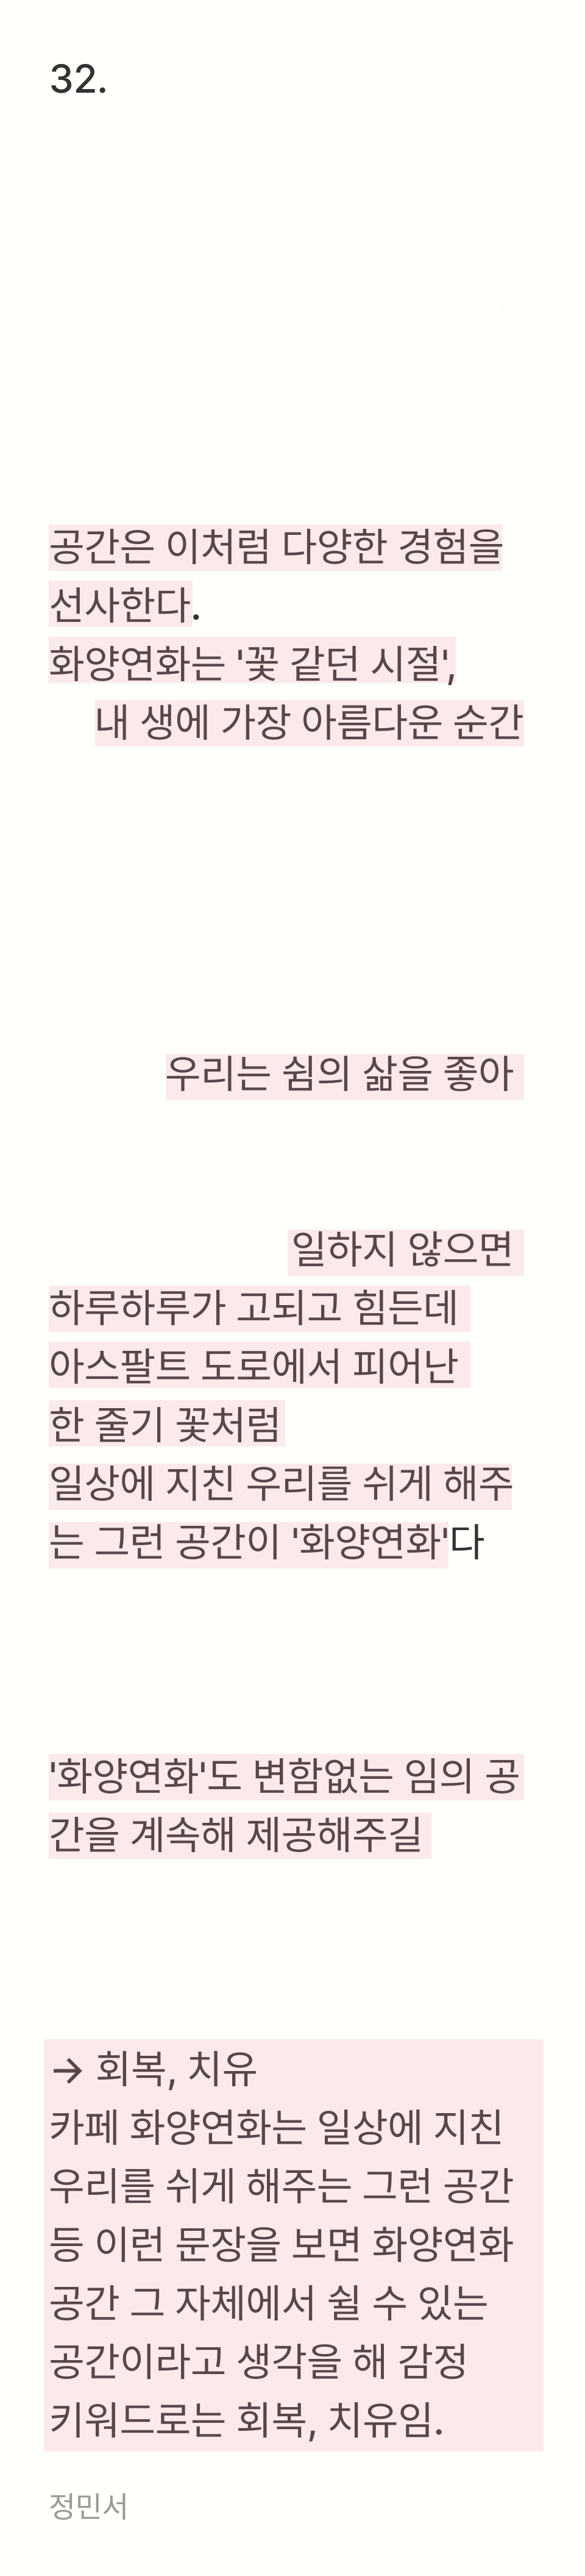 32.
공간은 이처럼 다양한 경험을
선사한다.
화양연화는 '꽃 같던 시절',
내 생에 가장 아름다운 순간
우리는 쉼의 삶을 좋아
일하지 않으면
하루하루가 고되고 힘든데
아스팔트 도로에서 피어난
한 줄기 꽃처럼
일상에 지친 우리를 쉬게 해주
는 그런 공간이 '화양연화'다
'화양연화'도 변함없는 임의 공
간을 계속해 제공해주길
→ 회복, 치유
카페 화양연화는 일상에 지친
우리를 쉬게 해주는 그런 공간
등 이런 문장을 보면 화양연화
공간 그 자체에서 쉴 수 있는
공간이라고 생각을 해 감정
키워드로는 회복, 치유임.
정민서